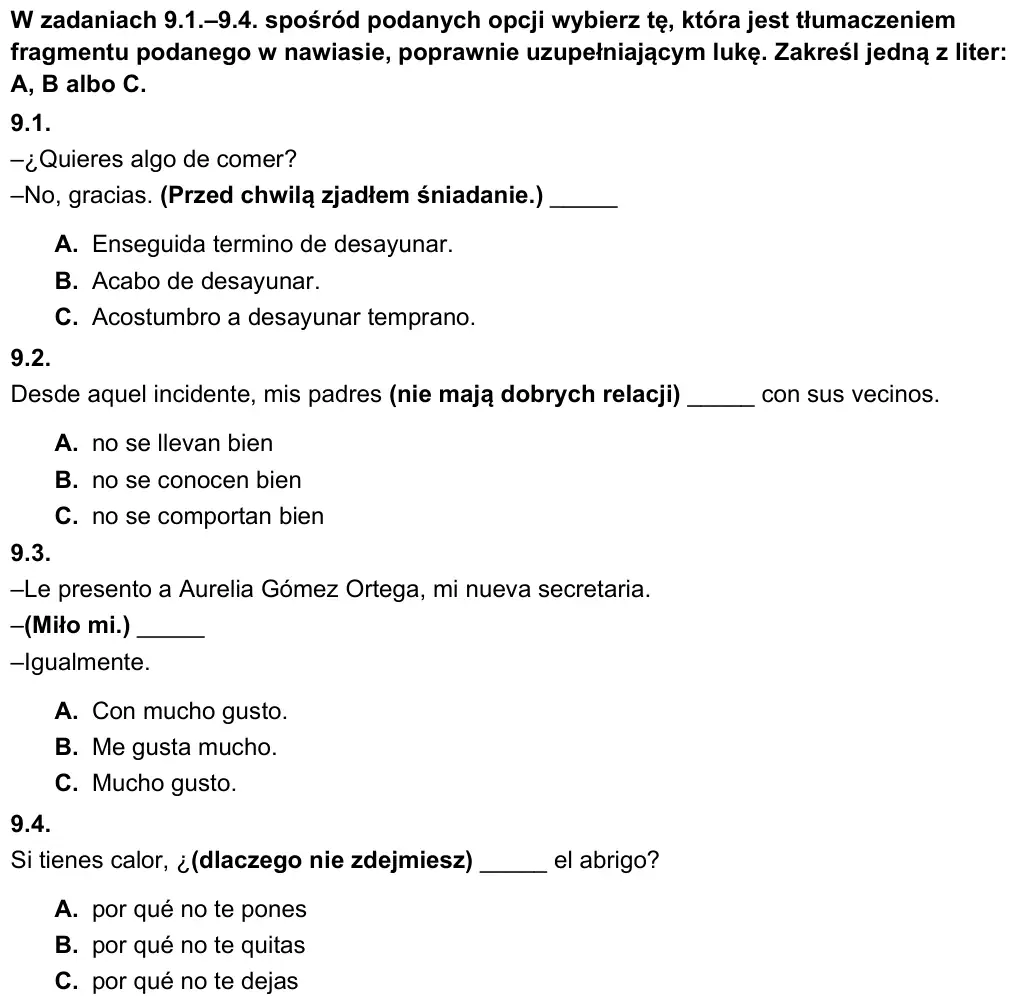 W zadaniach 9.1.–9.4. spośród podanych opcji wybierz tę, która jest tłumaczeniem
fragmentu podanego w nawiasie, poprawnie uzupełniającym lukę. Zakreśl jedną z liter:
A, B albo C.
9.1.
–¿Quieres algo de comer?
–No, gracias. (Przed chwilą zjadłem śniadanie.) _____
A. Enseguida termino de desayunar.
B. Acabo de desayunar.
C. Acostumbro a desayunar temprano.
9.2.
Desde aquel incidente, mis padres (nie mają dobrych relacji) _____ con sus vecinos.
A. no se llevan bien
B. no se conocen bien
C. no se comportan bien
9.3.
–Le presento a Aurelia Gómez Ortega, mi nueva secretaria.
–(Miło mi.) _____
–Igualmente.
A. Con mucho gusto.
B. Me gusta mucho.
C. Mucho gusto.
9.4.
Si tienes calor, ¿(dlaczego nie zdejmiesz) _____ el abrigo?
A. por qué no te pones
B. por qué no te quitas
C. por qué no te dejas